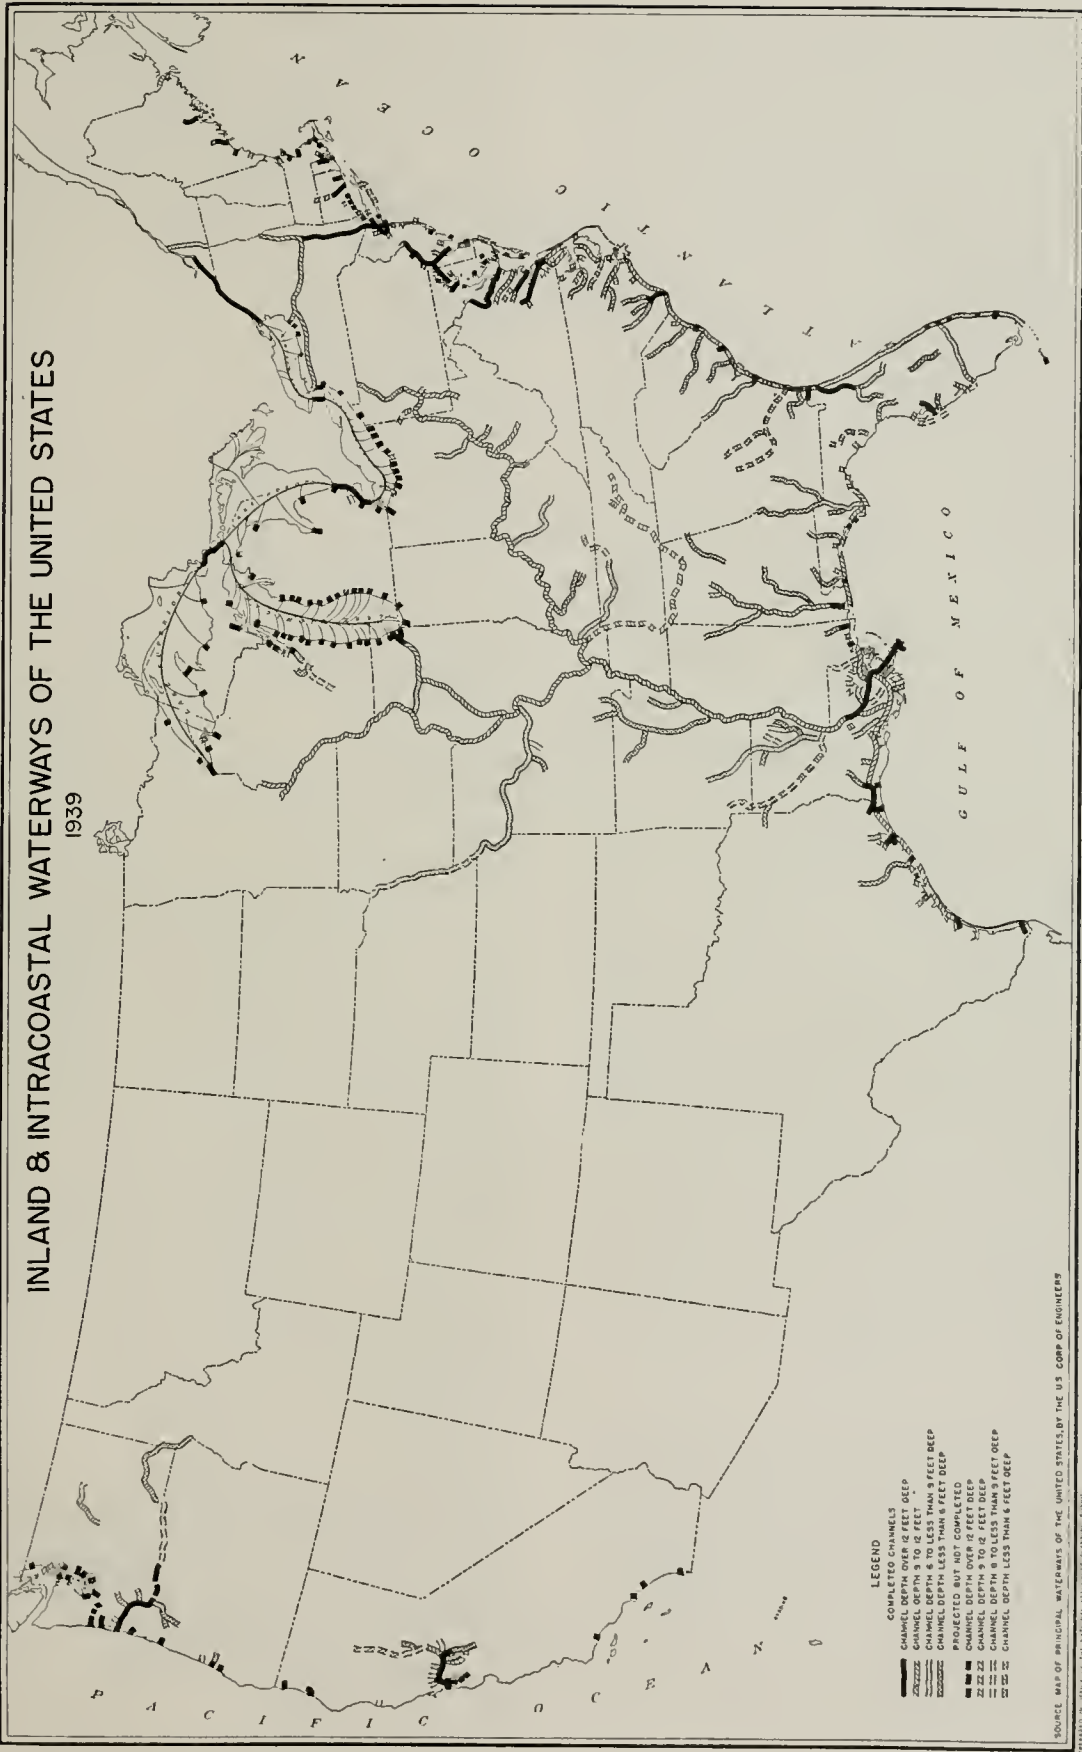 INLAND & INTRACOASTAL WATERWAYS OF THE UNITED STATES
1939
PACIFIC OCEAN
ATLANTIC OCEAN
GULF OF MEXICO
LEGEND
COMPLETED CHANNELS
CHANNEL DEPTH OVER 12 FEET DEEP
CHANNEL DEPTH 9 TO 12 FEET "
CHANNEL DEPTH 6 TO LESS THAN 9 FEET DEEP
CHANNEL DEPTH LESS THAN 6 FEET DEEP
PROJECTED BUT NOT COMPLETED
CHANNEL DEPTH OVER 12 FEET DEEP
CHANNEL DEPTH 9 TO 12 FEET DEEP
CHANNEL DEPTH 6 TO LESS THAN 9 FEET DEEP
CHANNEL DEPTH LESS THAN 6 FEET DEEP
SOURCE MAP OF PRINCIPAL WATERWAYS OF THE UNITED STATES, BY THE US CORP OF ENGINEERS